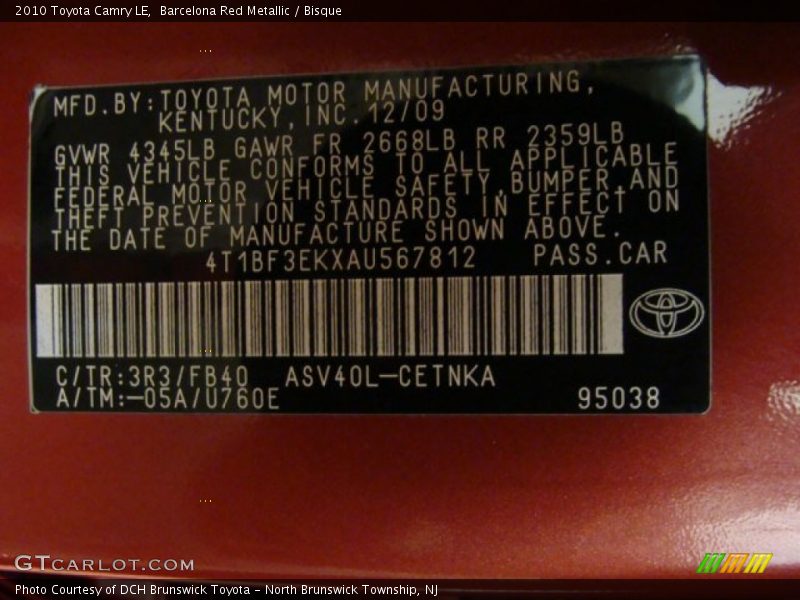 2010 Toyota Camry LE,  Barcelona Red Metallic / Bisque
MFD.BY:TOYOTA MOTOR MANUFACTURING,
KENTUCKY,INC.12/09
GVWR 4345LB GAWR FR 2668LB RR 2359LB
THIS VEHICLE CONFORMS TO ALL APPLICABLE
FEDERAL MOTOR VEHICLE SAFETY,BUMPER,AND
THEFT PREVENTION STANDARDS IN EFFECT ON
THE DATE OF MANUFACTURE SHOWN ABOVE.
4T1BF3EKXAU567812 PASS.CAR
C/TR:3R3/FB40 ASV40L-CETNKA
A/TM:-05A/U760E 95038
GTCARLOT.COM
Photo Courtesy of DCH Brunswick Toyota - North Brunswick Township, NJ